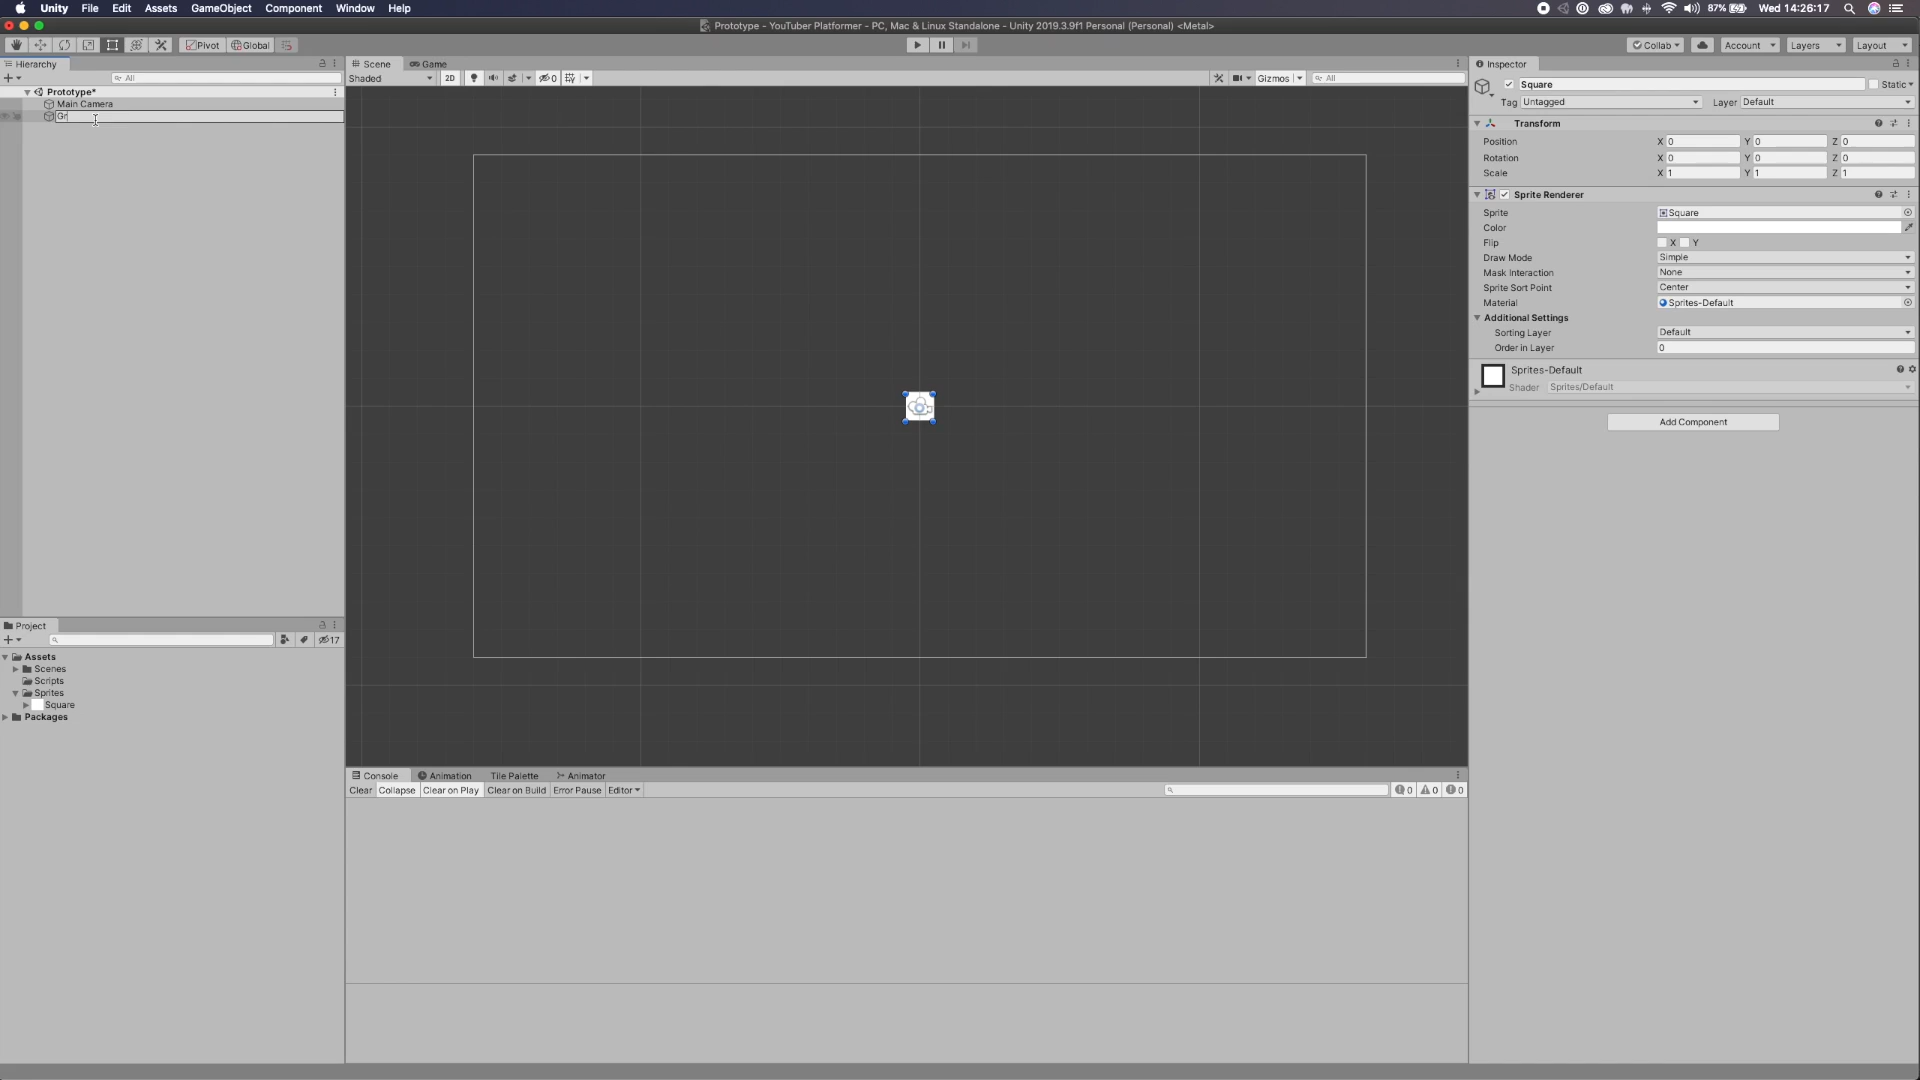 Unity File Edit Assets GameObject Component Window Help 87% Wed 14:26:17
Prototype - YouTuber Platformer - PC, Mac & Linux Standalone - Unity 2019.3.9f1 Personal (Personal) <Metal>
Pivot Global Collab Account Layers Layout
Hierarchy Scene Game Inspector
All Shaded 2D 0 Gizmos All
Square Static
Prototype*
Main Camera
Tag Untagged Layer Default
Gr
Transform
Position X 0 Y 0 Z 0
Rotation X 0 Y 0 Z 0
Scale X 1 Y 1 Z 1
Sprite Renderer
Sprite Square
Color
Flip X Y
Draw Mode Simple
Mask Interaction None
Sprite Sort Point Center
Material Sprites-Default
Additional Settings
Sorting Layer Default
Order in Layer 0
Sprites-Default
Shader Sprites/Default
Add Component
Project
17
Assets
Scenes
Scripts
Sprites
Square
Packages
Console Animation Tile Palette Animator
Clear Collapse Clear on Play Clear on Build Error Pause Editor 0 0 0